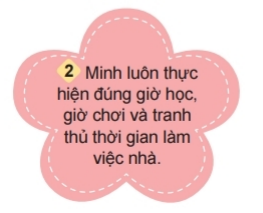 2 Minh luôn thực
hiện đúng giờ học,
giờ chơi và tranh
thủ thời gian làm
việc nhà.